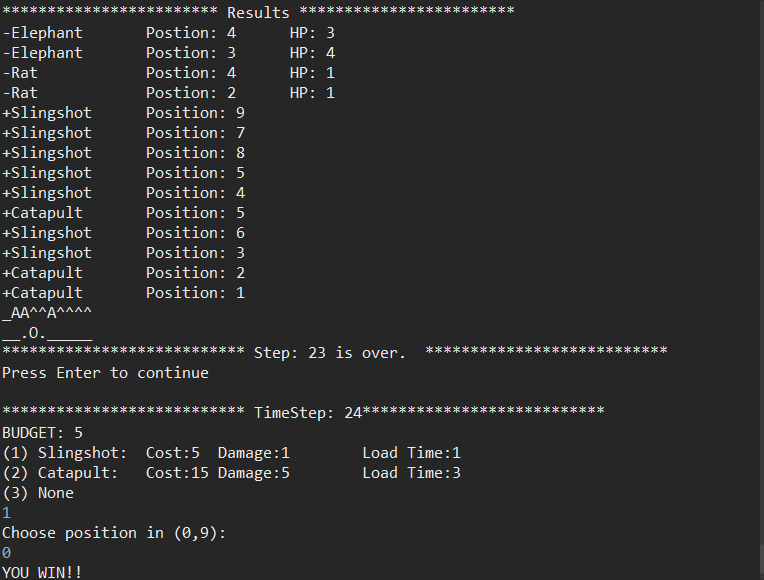 ************************ Results ************************
-Elephant Postion: 4 HP: 3
-Elephant Postion: 3 HP: 4
-Rat Postion: 4 HP: 1
-Rat Postion: 2 HP: 1
+Slingshot Position: 9
+Slingshot Position: 7
+Slingshot Position: 8
+Slingshot Position: 5
+Slingshot Position: 4
+Catapult Position: 5
+Slingshot Position: 6
+Slingshot Position: 3
+Catapult Position: 2
+Catapult Position: 1
_AA^^A^^^^
__.O._____
*************************** Step: 23 is over. ***************************
Press Enter to continue
*************************** TimeStep: 24***************************
BUDGET: 5
(1) Slingshot: Cost:5 Damage:1 Load Time:1
(2) Catapult: Cost:15 Damage:5 Load Time:3
(3) None
1
Choose position in (0,9):
0
YOU WIN!!